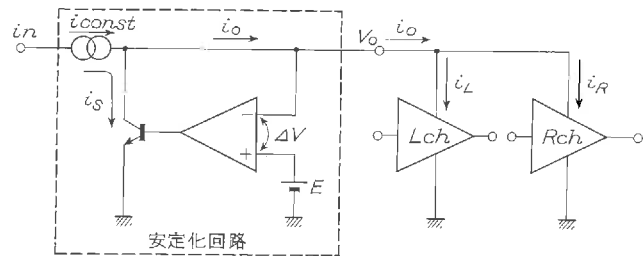 in
iconst
io
Vo
io
iS
iL
iR
−
ΔV
+
E
Lch
Rch
安定化回路